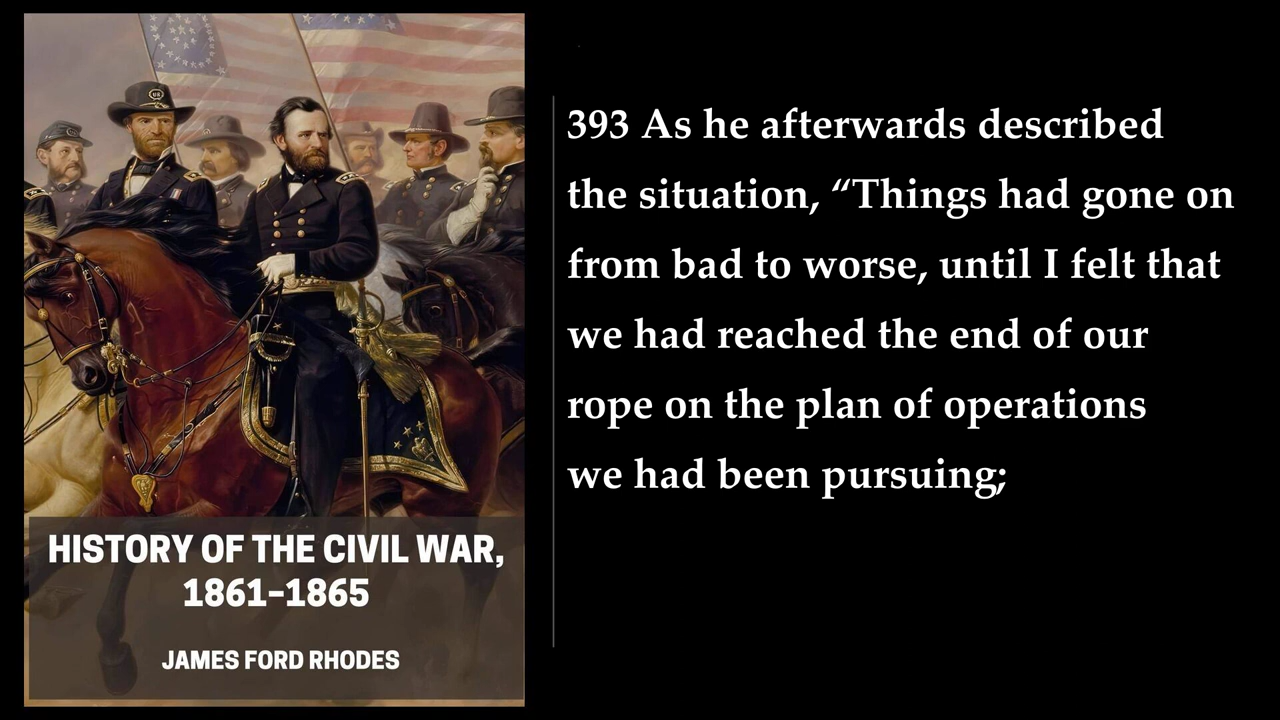 393 As he afterwards described
the situation, “Things had gone on
from bad to worse, until I felt that
we had reached the end of our
rope on the plan of operations
we had been pursuing;
HISTORY OF THE CIVIL WAR,
1861–1865
JAMES FORD RHODES